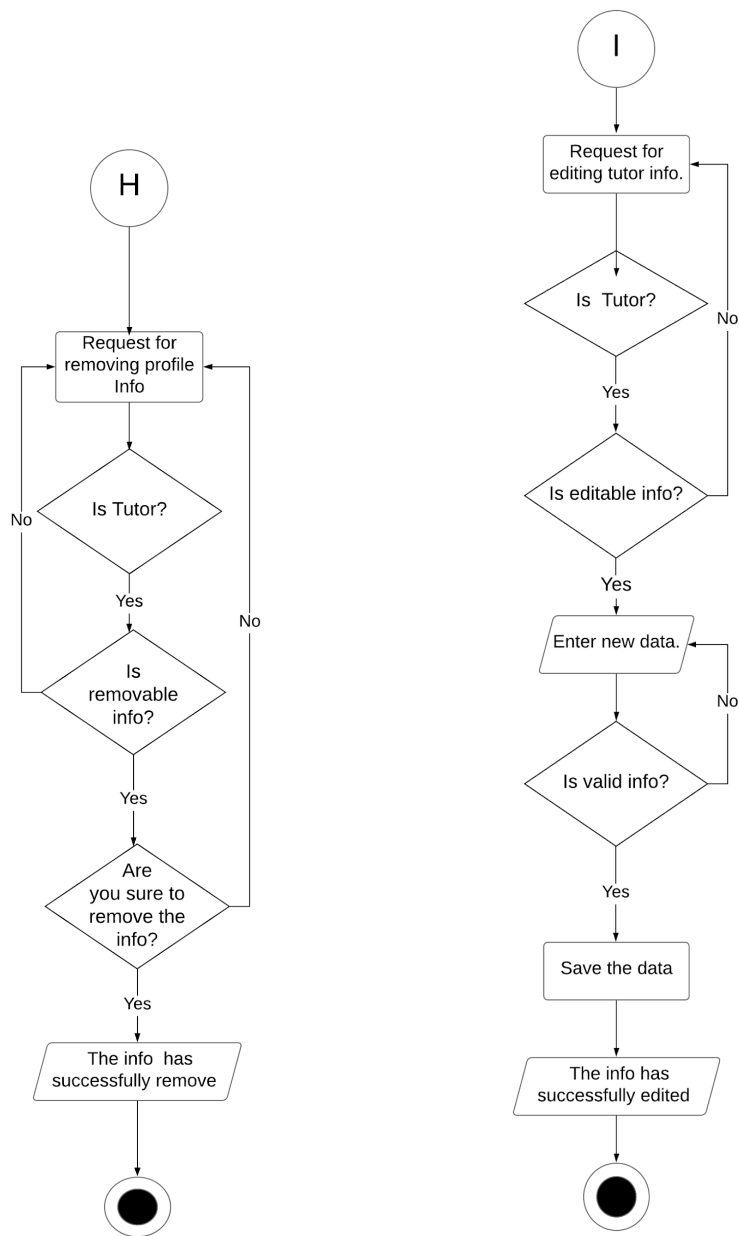 H
Request for
removing profile
Info
Is Tutor?
No
Yes
No
Is
removable
info?
Yes
Are
you sure to
remove the
info?
Yes
The info has
successfully remove
I
Request for
editing tutor info.
Is Tutor?
No
Yes
Is editable info?
Yes
Enter new data.
No
Is valid info?
Yes
Save the data
The info has
successfully edited